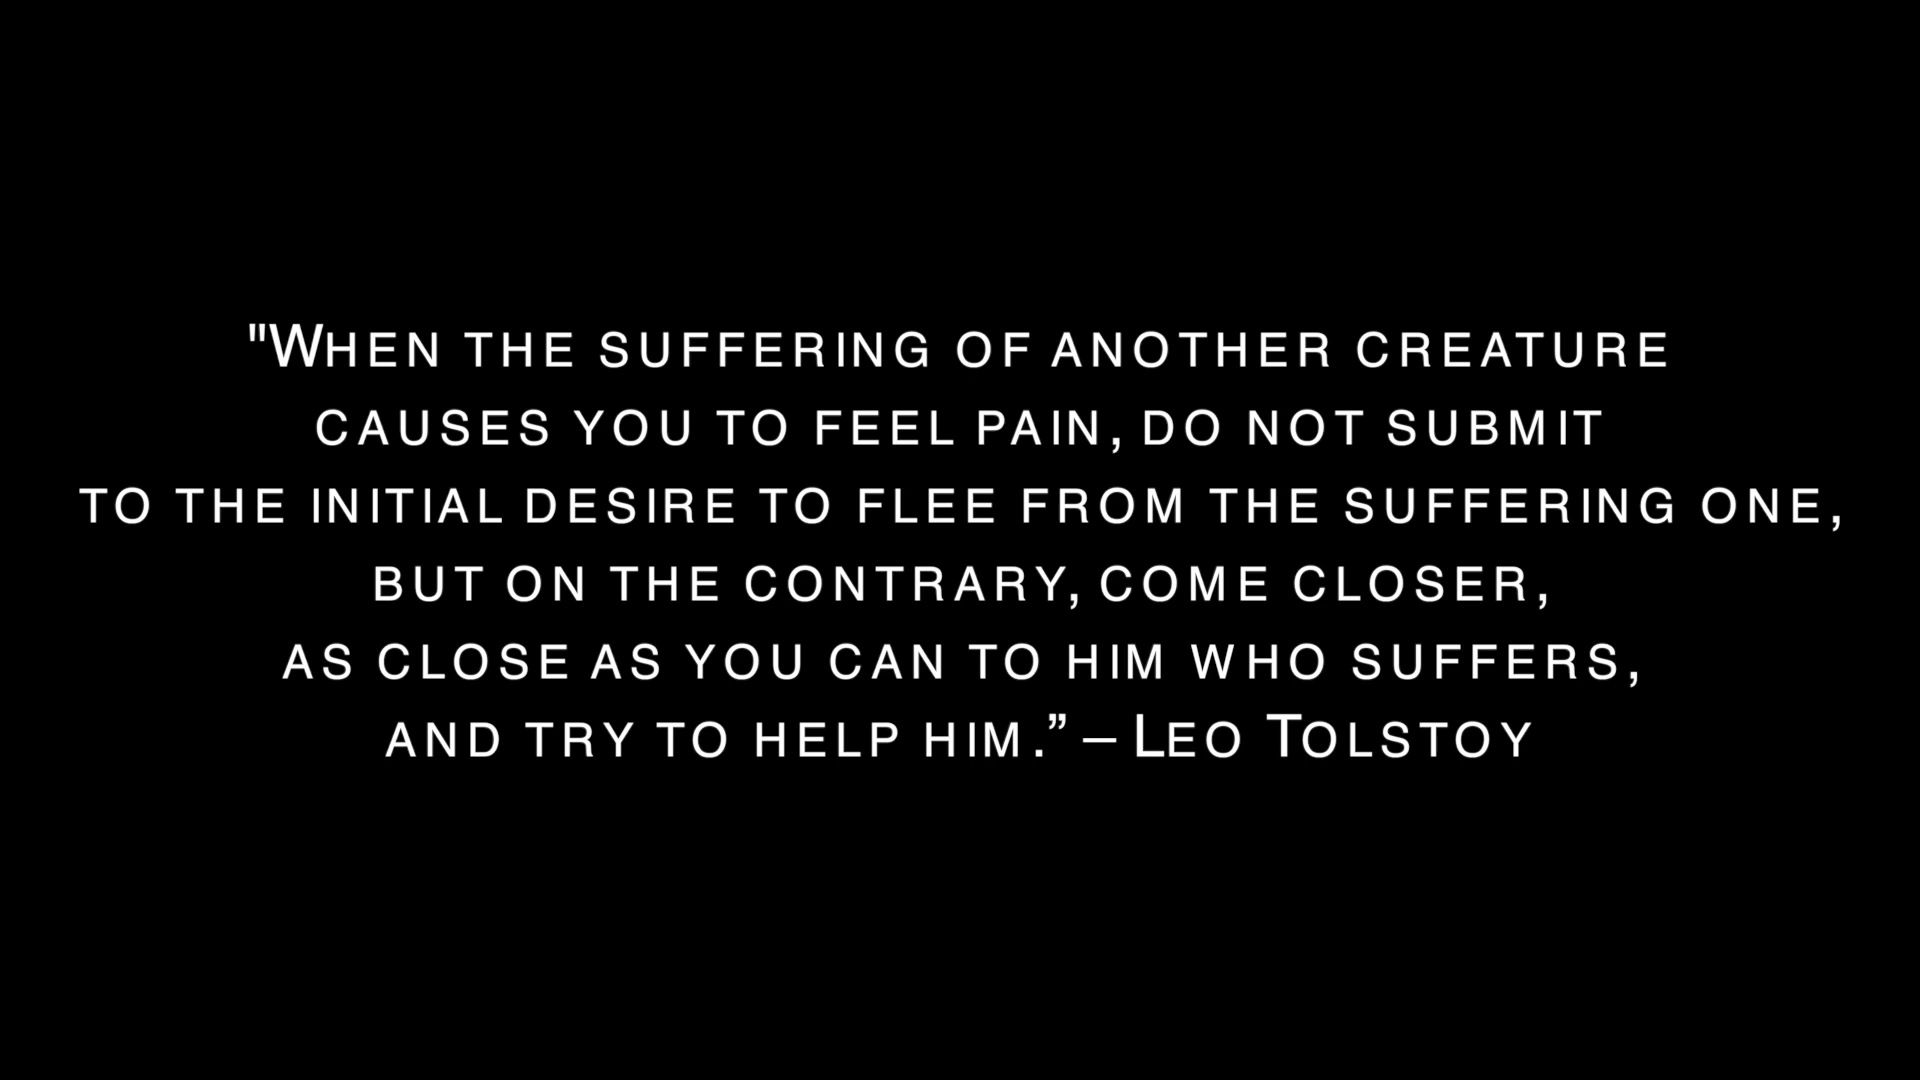 "When the suffering of another creature
causes you to feel pain, do not submit
to the initial desire to flee from the suffering one,
but on the contrary, come closer,
as close as you can to him who suffers,
and try to help him.” – Leo Tolstoy